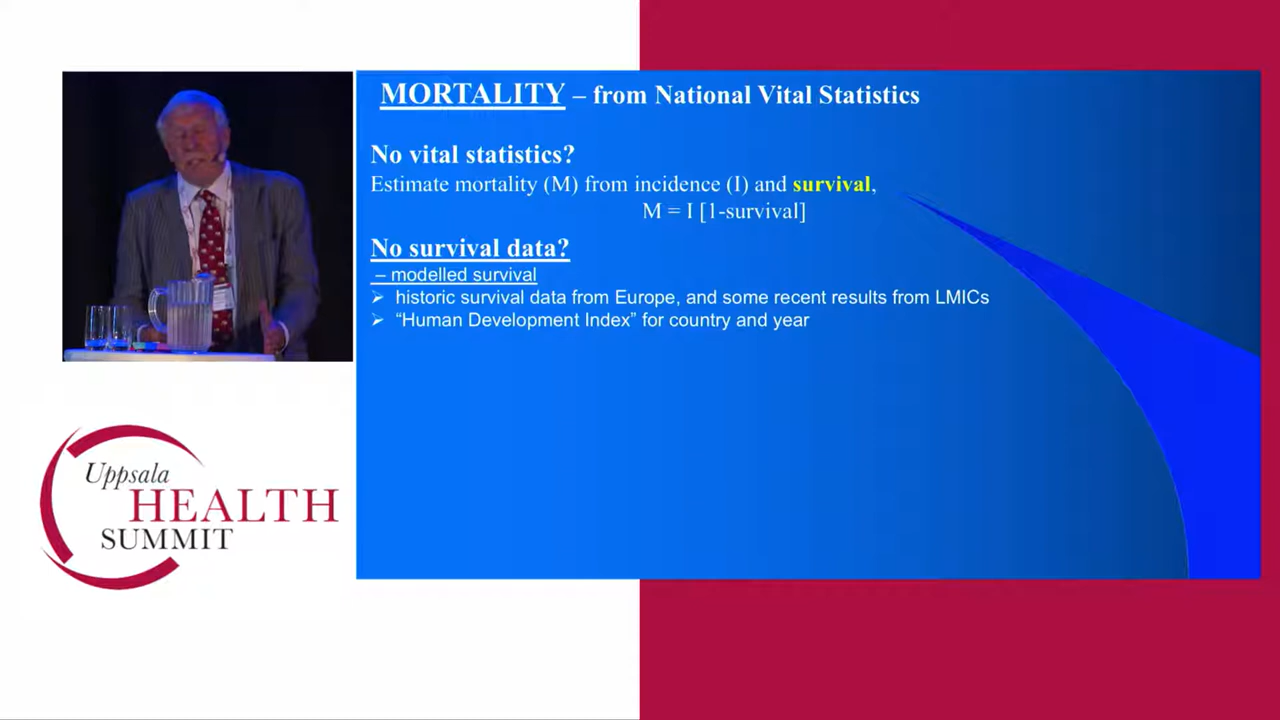 MORTALITY – from National Vital Statistics
No vital statistics?
Estimate mortality (M) from incidence (I) and survival,
M = I [1-survival]
No survival data?
– modelled survival
➢ historic survival data from Europe, and some recent results from LMICs
➢ “Human Development Index” for country and year
Uppsala
HEALTH
SUMMIT